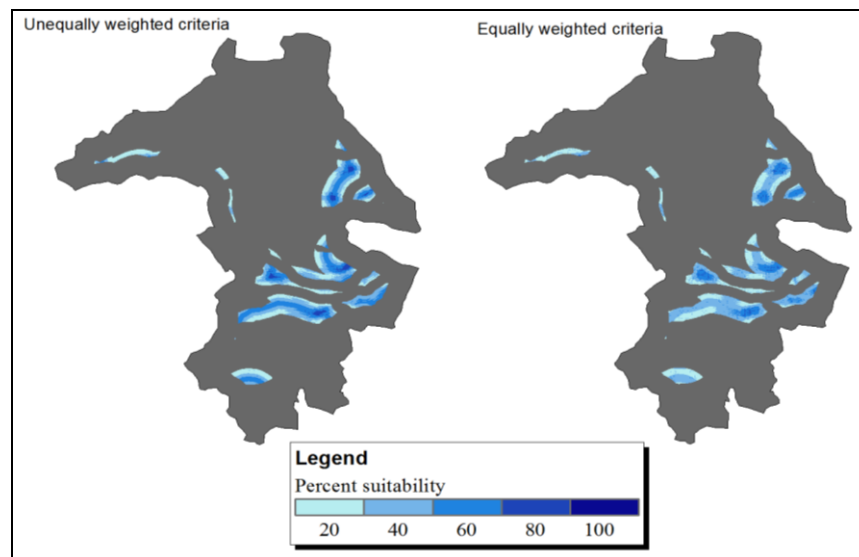 Unequally weighted criteria
Equally weighted criteria
Legend
Percent suitability
20 40 60 80 100